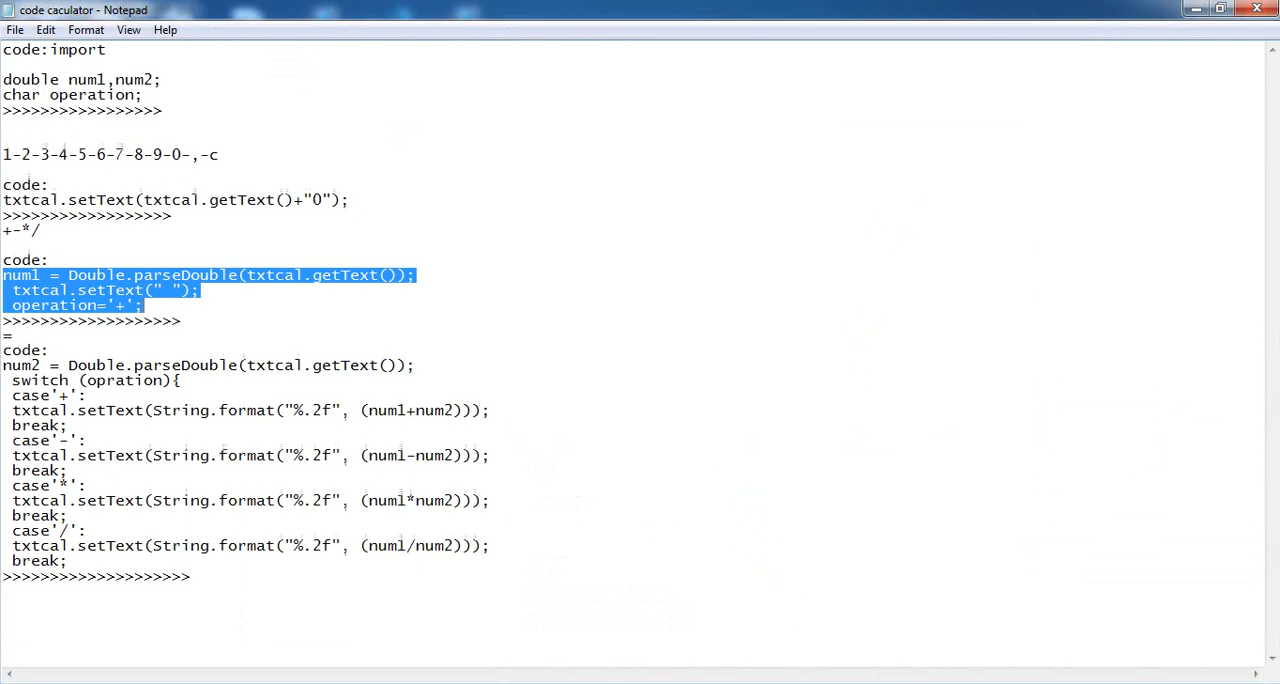 code caculator - Notepad
File Edit Format View Help
code:import
double num1,num2;
char operation;
>>>>>>>>>>>>>>>>>
1-2-3-4-5-6-7-8-9-0-,-c
code:
txtcal.setText(txtcal.getText()+"0");
>>>>>>>>>>>>>>>>>>
+-*/
code:
num1 = Double.parseDouble(txtcal.getText());
txtcal.setText(" ");
operation='+';
>>>>>>>>>>>>>>>>>>>
=
code:
num2 = Double.parseDouble(txtcal.getText());
switch (opration){
case'+':
txtcal.setText(String.format("%.2f", (num1+num2)));
break;
case'-':
txtcal.setText(String.format("%.2f", (num1-num2)));
break;
case'*':
txtcal.setText(String.format("%.2f", (num1*num2)));
break;
case'/':
txtcal.setText(String.format("%.2f", (num1/num2)));
break;
>>>>>>>>>>>>>>>>>>>>